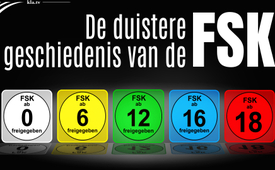 kla.tv
De duistere
geschiedenis van de FSK
FSK
ab
0
freigegeben
FSK
ab
6
freigegeben
FSK
ab
12
freigegeben
FSK
ab
16
freigegeben
FSK
ab
18
freigegeben